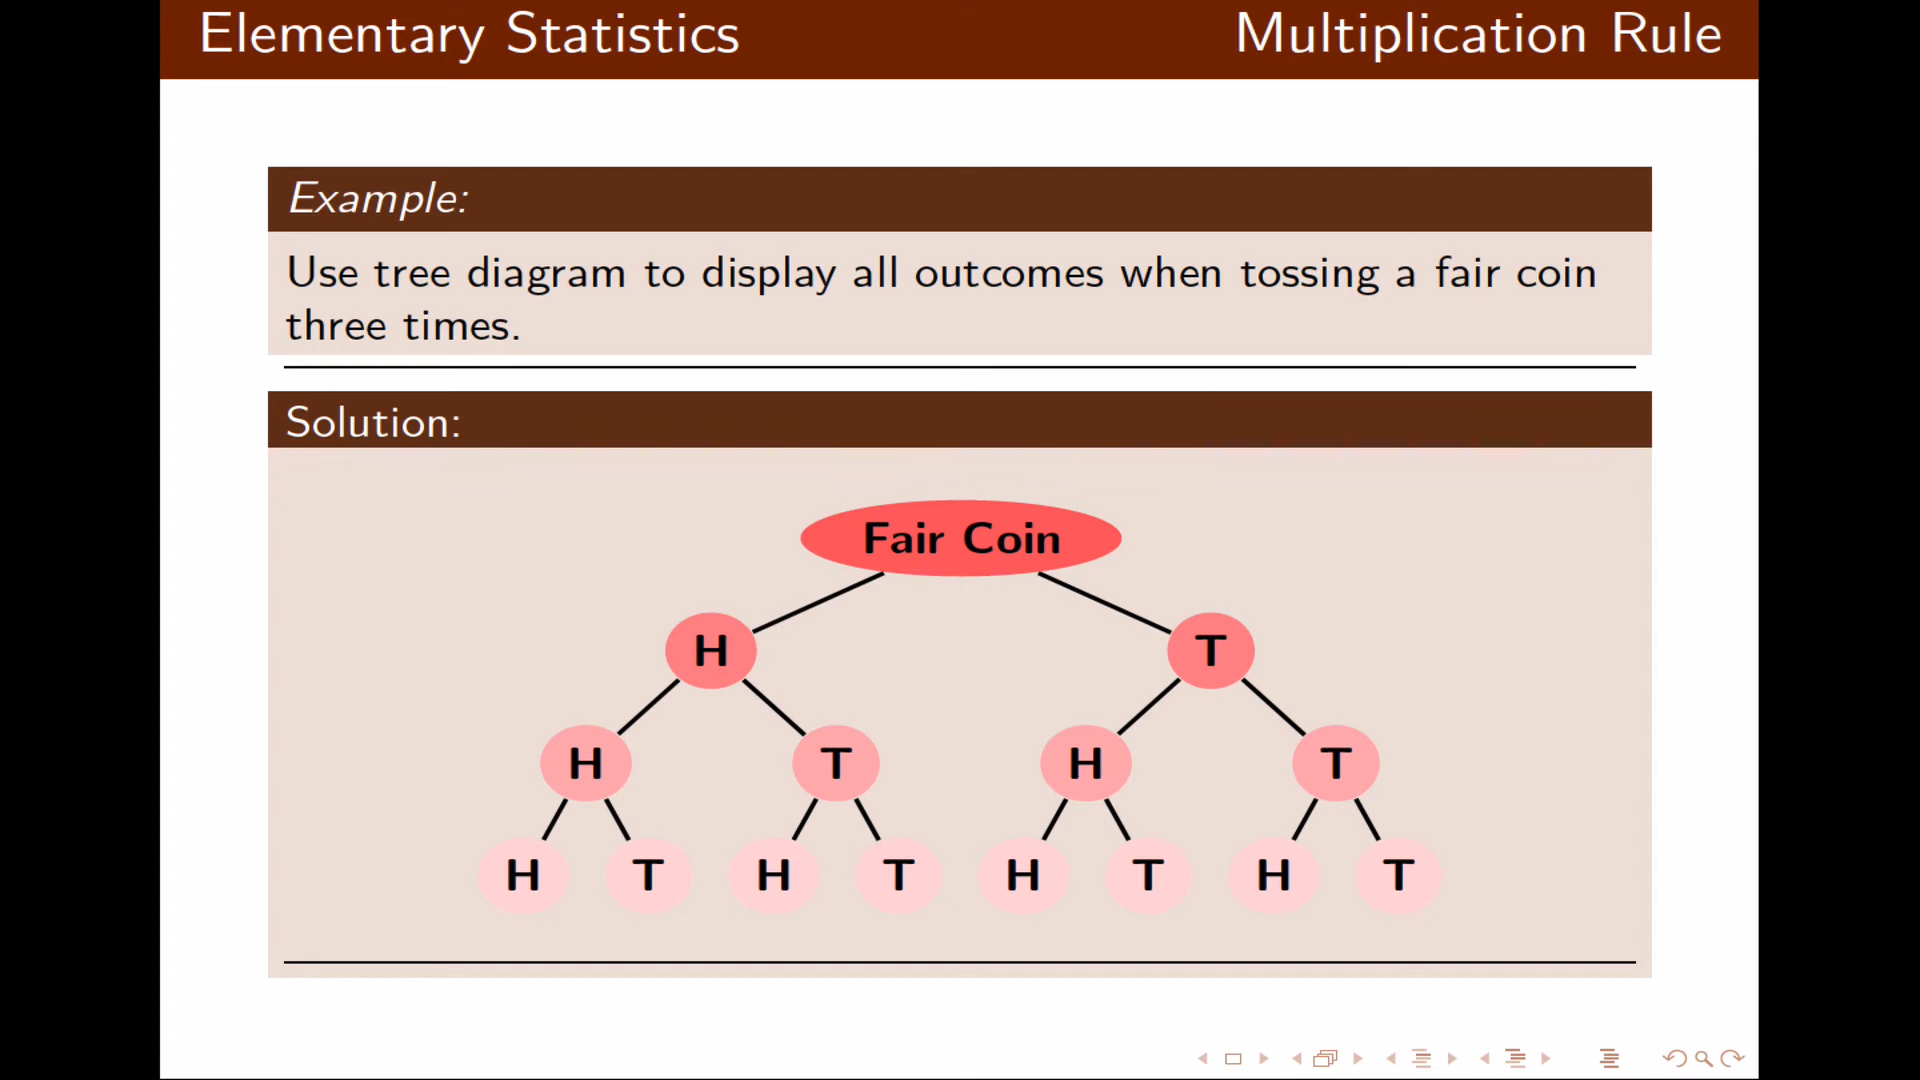 Elementary Statistics Multiplication Rule
Example:
Use tree diagram to display all outcomes when tossing a fair coin
three times.
Solution:
Fair Coin
H T
H T H T
H T H T H T H T